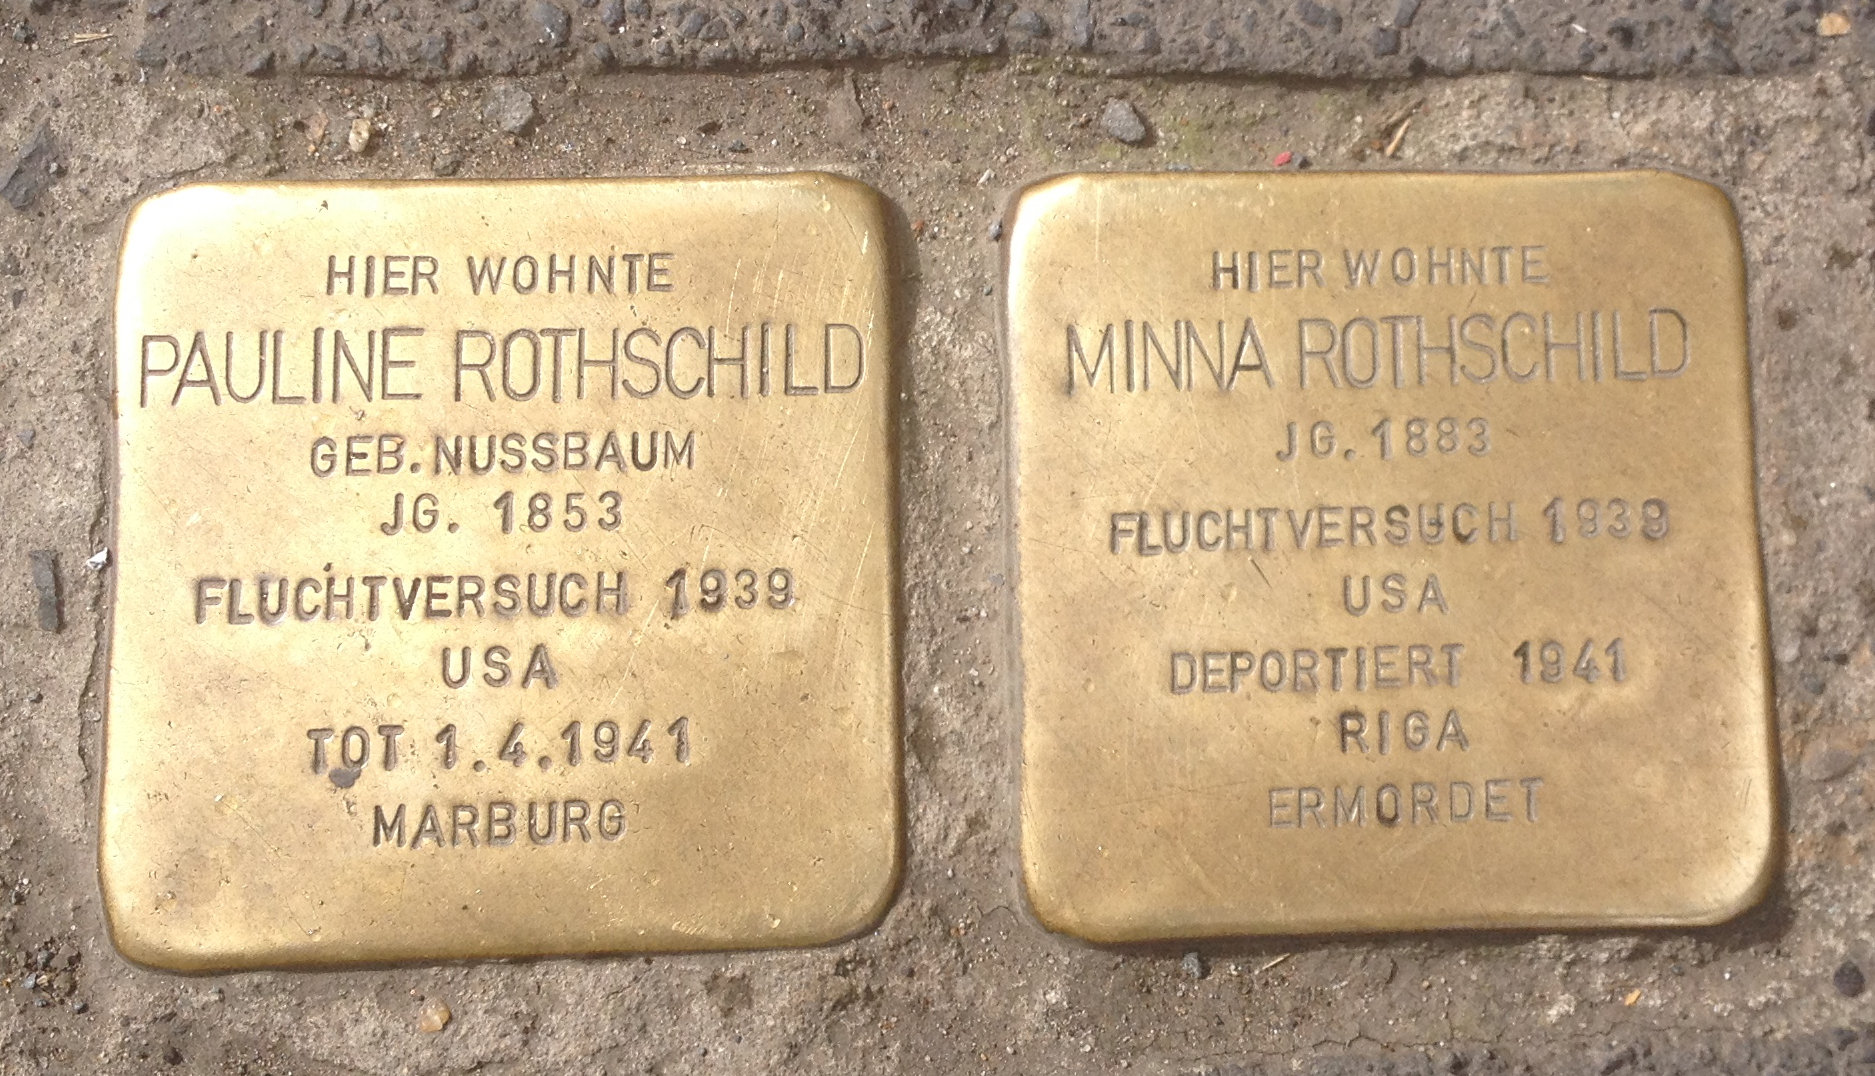 HIER WOHNTE
PAULINE ROTHSCHILD
GEB. NUSSBAUM
JG. 1853
FLUCHTVERSUCH 1939
USA
TOT 1.4.1941
MARBURG
HIER WOHNTE
MINNA ROTHSCHILD
JG. 1883
FLUCHTVERSUCH 1939
USA
DEPORTIERT 1941
RIGA
ERMORDET